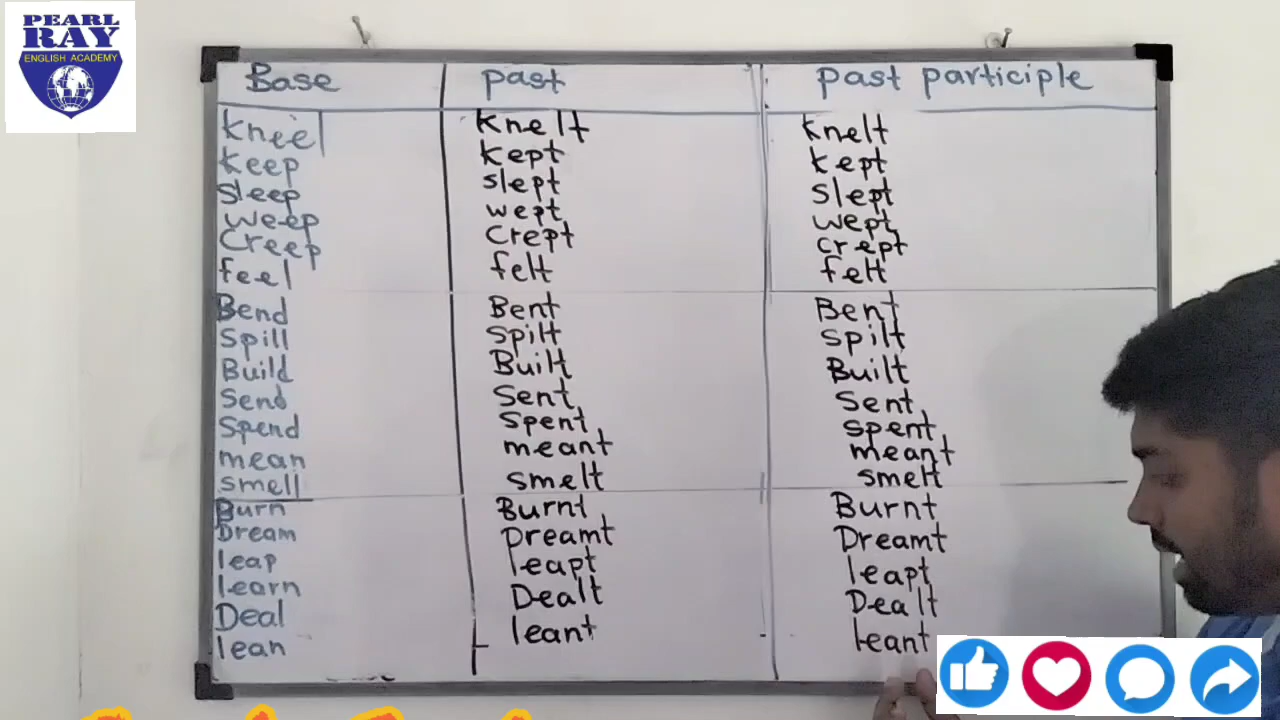 PEARL
RAY
ENGLISH ACADEMY
Base past past participle
kneel knelt knelt
keep kept kept
sleep slept slept
weep wept wept
Creep Crept crept
feel felt felt
Bend Bent Bent
Spill Spilt Spilt
Build Built Built
Send Sent Sent
Spend Spent spent
mean meant meant
smell smelt smelt
Burn Burnt Burnt
Dream Dreamt Dreamt
leap leapt leapt
learn
Deal Dealt Dealt
lean leant leant